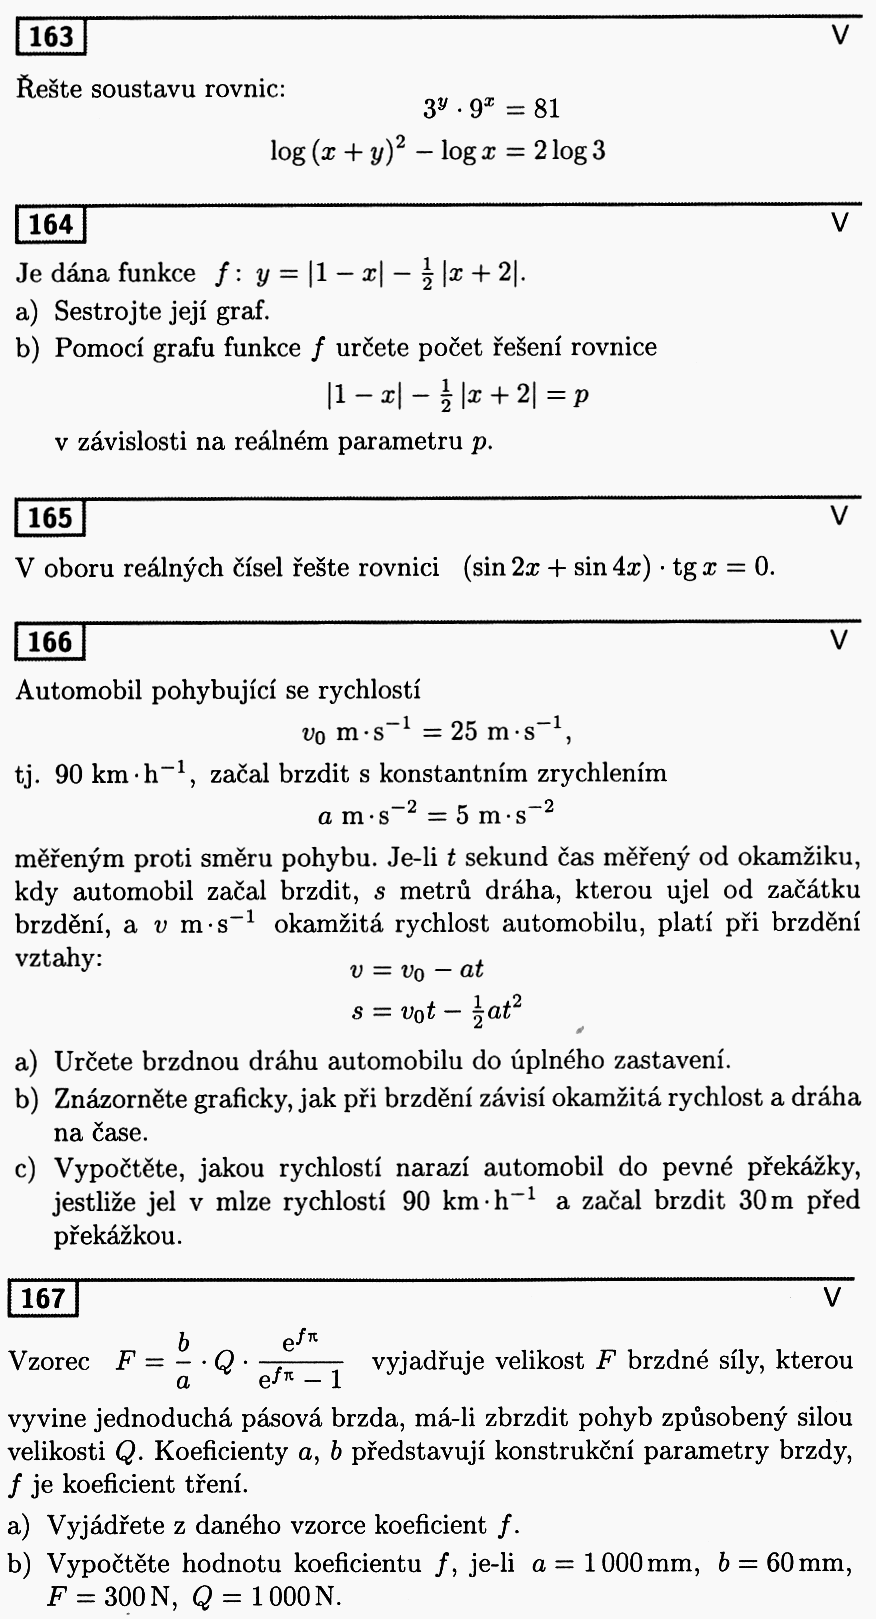 163 V
Řešte soustavu rovnic:
3^y · 9^x = 81
log (x + y)^2 − log x = 2 log 3
164 V
Je dána funkce f : y = |1 − x| − 1/2 |x + 2|.
a) Sestrojte její graf.
b) Pomocí grafu funkce f určete počet řešení rovnice
|1 − x| − 1/2 |x + 2| = p
v závislosti na reálném parametru p.
165 V
V oboru reálných čísel řešte rovnici (sin 2x + sin 4x) · tg x = 0.
166 V
Automobil pohybující se rychlostí
v₀ m·s⁻¹ = 25 m·s⁻¹,
tj. 90 km·h⁻¹, začal brzdit s konstantním zrychlením
a m·s⁻² = 5 m·s⁻²
měřeným proti směru pohybu. Je-li t sekund čas měřený od okamžiku,
kdy automobil začal brzdit, s metrů dráha, kterou ujel od začátku
brzdění, a v m·s⁻¹ okamžitá rychlost automobilu, platí při brzdění
vztahy:
v = v₀ − at
s = v₀t − 1/2 at²
a) Určete brzdnou dráhu automobilu do úplného zastavení.
b) Znázorněte graficky, jak při brzdění závisí okamžitá rychlost a dráha
na čase.
c) Vypočtěte, jakou rychlostí narazí automobil do pevné překážky,
jestliže jel v mlze rychlostí 90 km·h⁻¹ a začal brzdit 30 m před
překážkou.
167 V
Vzorec F = b/a · Q · e^{fπ}/(e^{fπ} − 1) vyjadřuje velikost F brzdné síly, kterou
vyvine jednoduchá pásová brzda, má-li zbrzdit pohyb způsobený silou
velikosti Q. Koeficienty a, b představují konstrukční parametry brzdy,
f je koeficient tření.
a) Vyjádřete z daného vzorce koeficient f.
b) Vypočtěte hodnotu koeficientu f, je-li a = 1 000 mm, b = 60 mm,
F = 300 N, Q = 1 000 N.